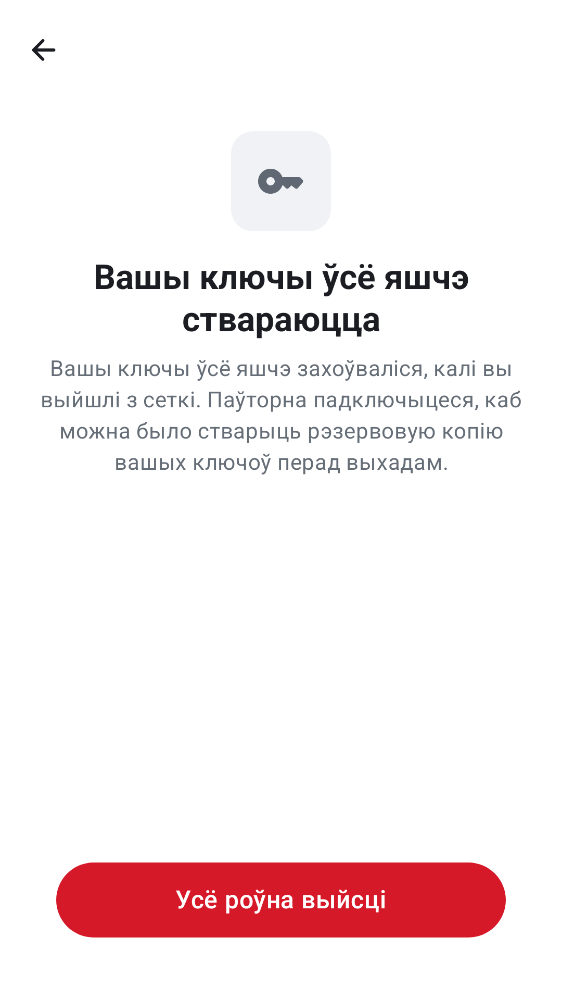 Вашы ключы ўсё яшчэ
ствараюцца
Вашы ключы ўсё яшчэ захоўваліся, калі вы
выйшлі з сеткі. Паўторна падключыцеся, каб
можна было стварыць рэзервовую копію
вашых ключоў перад выхадам.
Усё роўна выйсці